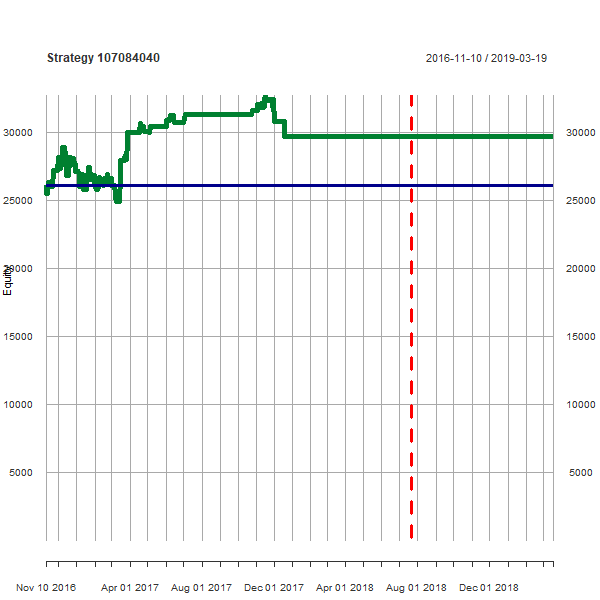 Strategy 107084040
2016-11-10 / 2019-03-19
30000
30000
25000
25000
20000
20000
Equity
15000
15000
10000
10000
5000
5000
Nov 10 2016
Apr 01 2017
Aug 01 2017
Dec 01 2017
Apr 01 2018
Aug 01 2018
Dec 01 2018